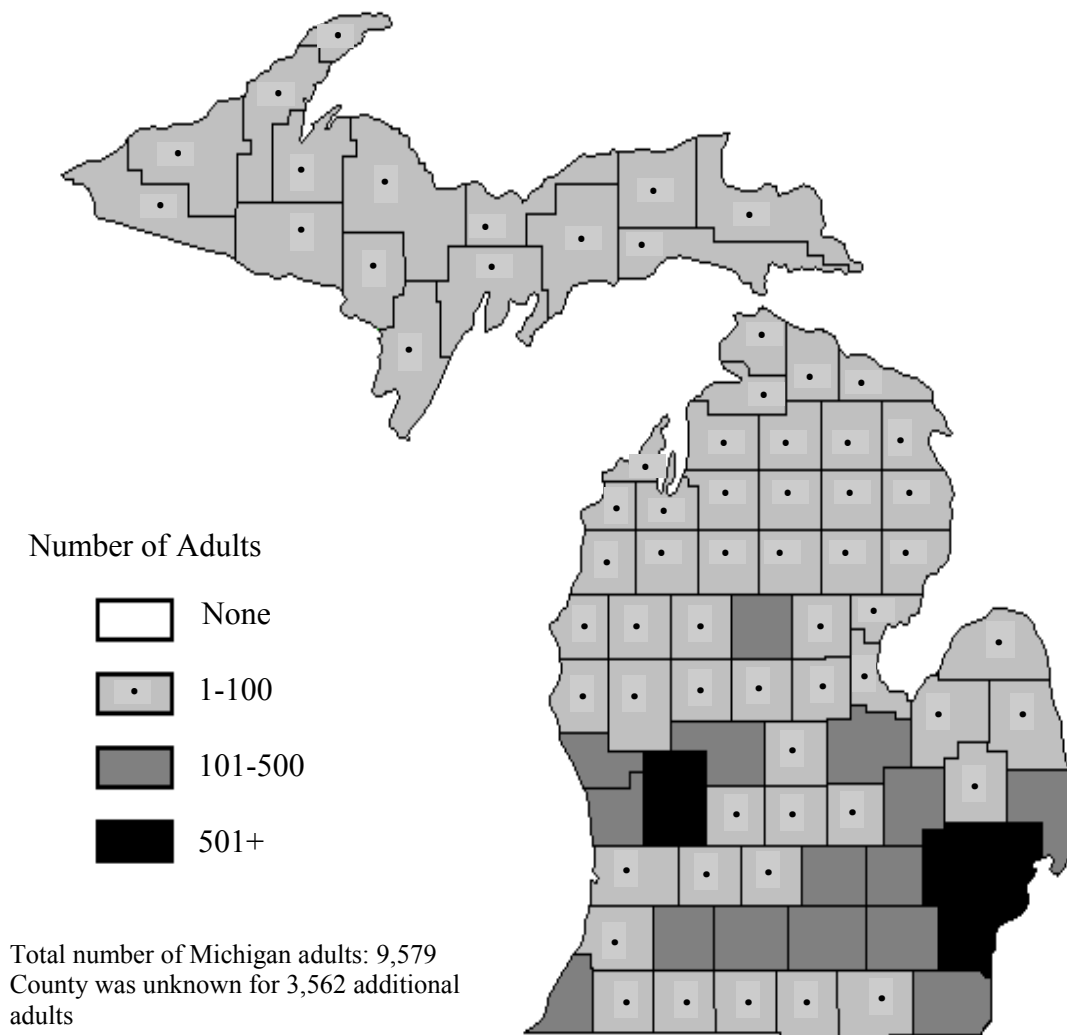 Number of Adults
None
1-100
101-500
501+
Total number of Michigan adults: 9,579
County was unknown for 3,562 additional
adults